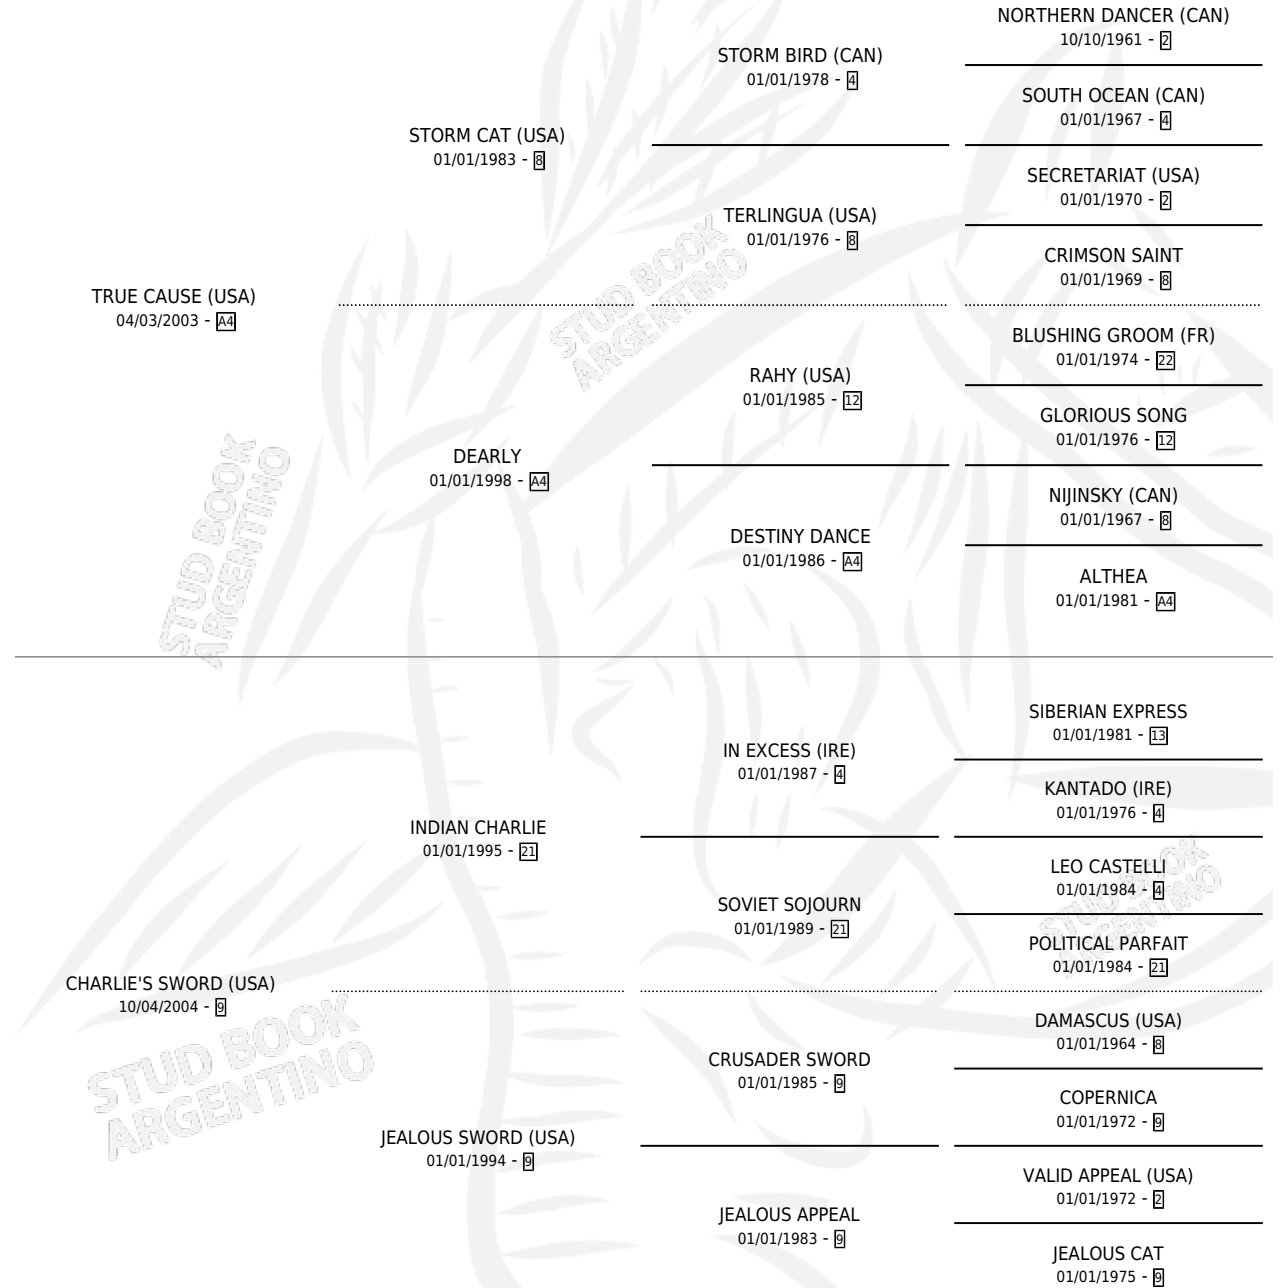 NORTHERN DANCER (CAN)
10/10/1961 - 2
STORM BIRD (CAN)
01/01/1978 - 4
SOUTH OCEAN (CAN)
01/01/1967 - 4
STORM CAT (USA)
01/01/1983 - 8
SECRETARIAT (USA)
01/01/1970 - 2
TERLINGUA (USA)
01/01/1976 - 8
CRIMSON SAINT
01/01/1969 - 8
TRUE CAUSE (USA)
04/03/2003 - A4
STUD BOOK
ARGENTINO
BLUSHING GROOM (FR)
01/01/1974 - 22
RAHY (USA)
01/01/1985 - 12
GLORIOUS SONG
01/01/1976 - 12
DEARLY
01/01/1998 - A4
NIJINSKY (CAN)
01/01/1967 - 8
DESTINY DANCE
01/01/1986 - A4
ALTHEA
01/01/1981 - A4
STUD BOOK
ARGENTINO
SIBERIAN EXPRESS
01/01/1981 - 13
IN EXCESS (IRE)
01/01/1987 - 4
KANTADO (IRE)
01/01/1976 - 4
INDIAN CHARLIE
01/01/1995 - 21
LEO CASTELLI
01/01/1984 - 4
SOVIET SOJOURN
01/01/1989 - 21
STUD BOOK
ARGENTINO
POLITICAL PARFAIT
01/01/1984 - 21
CHARLIE'S SWORD (USA)
10/04/2004 - 9
DAMASCUS (USA)
01/01/1964 - 8
CRUSADER SWORD
01/01/1985 - 9
COPERNICA
01/01/1972 - 9
STUD BOOK
ARGENTINO
JEALOUS SWORD (USA)
01/01/1994 - 9
VALID APPEAL (USA)
01/01/1972 - 2
JEALOUS APPEAL
01/01/1983 - 9
JEALOUS CAT
01/01/1975 - 9